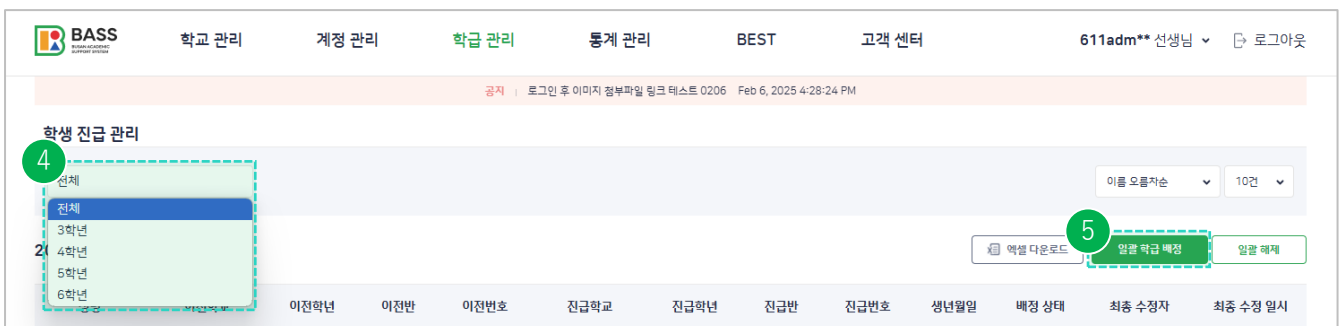 BASS
BUSAN ACADEMIC
SUPPORT SYSTEM
학교 관리 계정 관리 학급 관리 통계 관리 BEST 고객 센터 611adm** 선생님 로그아웃
공지 로그인 후 이미지 첨부파일 링크 테스트 0206 Feb 6, 2025 4:28:24 PM
학생 진급 관리
4
전체 이름 오름차순 10건
전체
3학년
4학년
5학년
6학년
5
엑셀 다운로드 일괄 학급 배정 일괄 해제
이전학년 이전반 이전번호 진급학교 진급학년 진급반 진급번호 생년월일 배정 상태 최종 수정자 최종 수정 일시